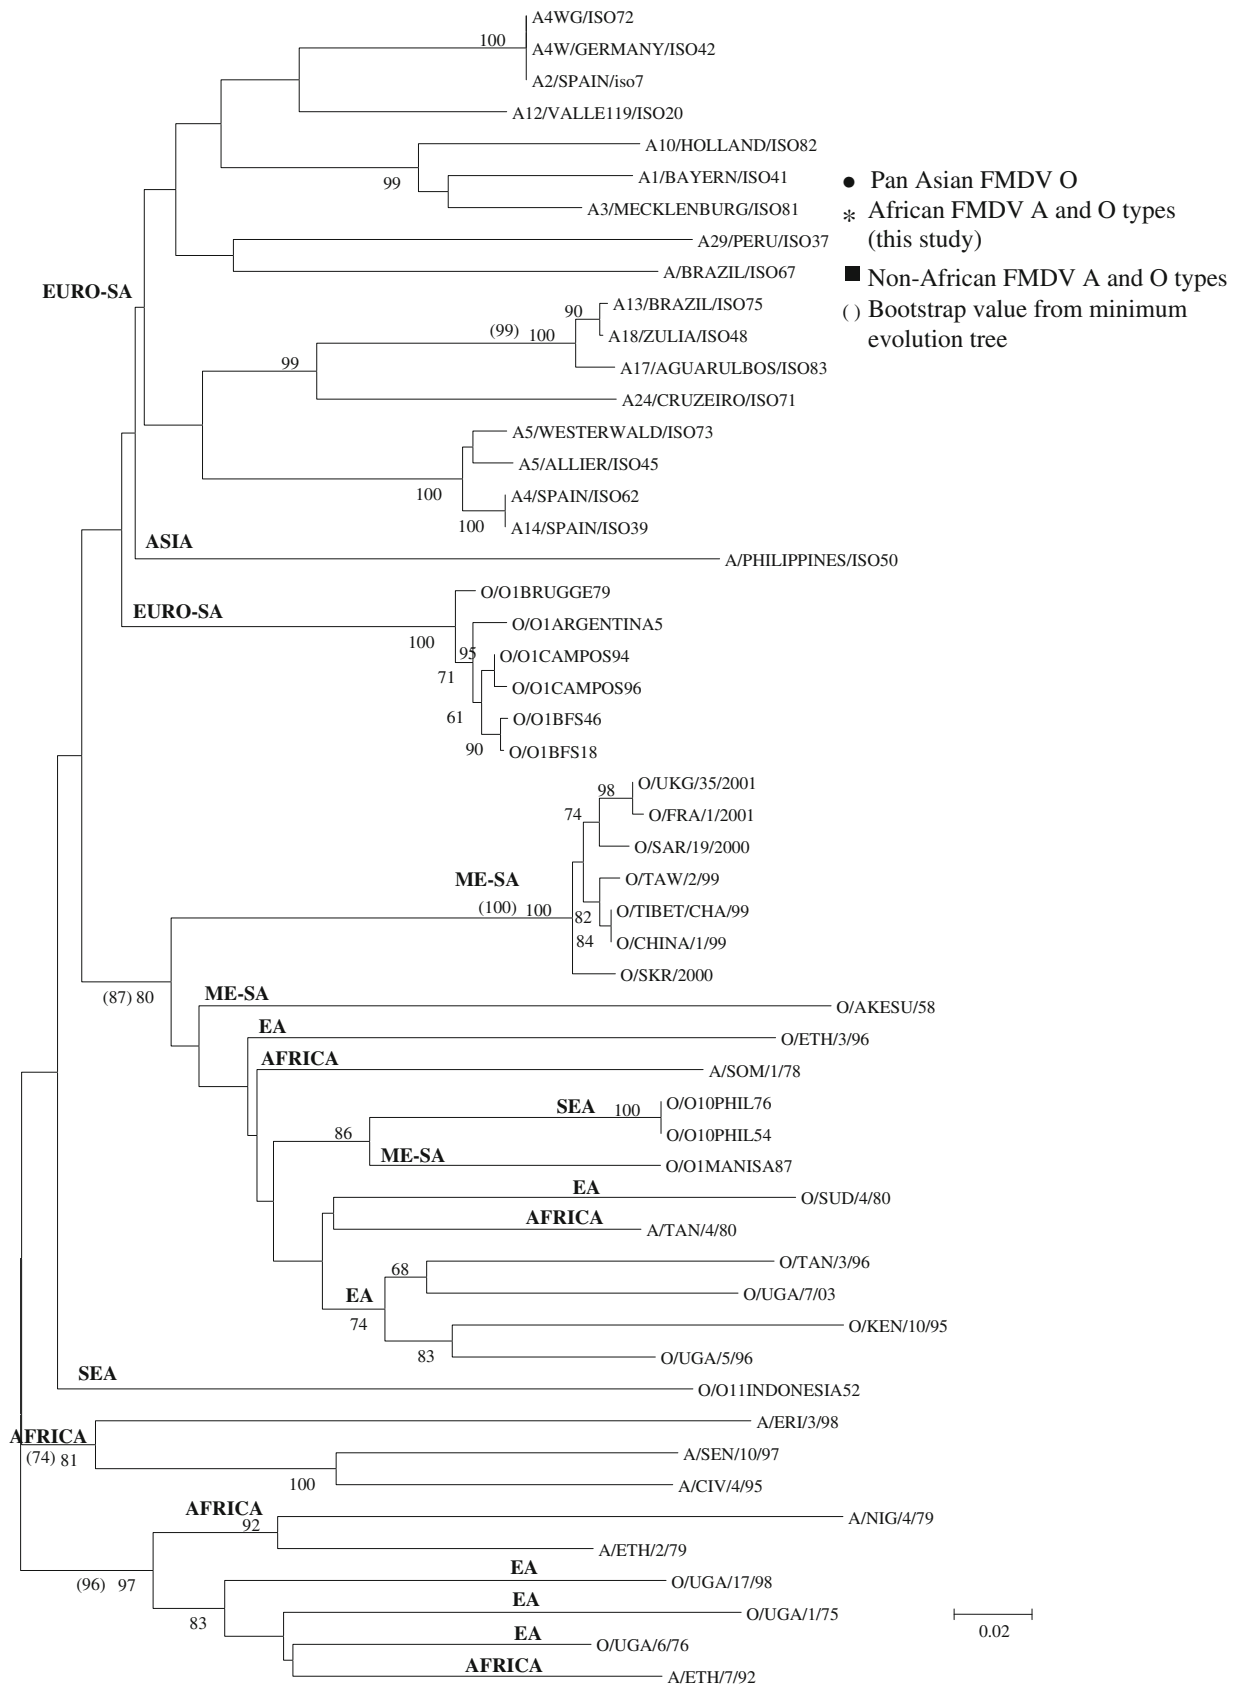 A4WG/ISO72
100
A4W/GERMANY/ISO42
A2/SPAIN/iso7
A12/VALLE119/ISO20
A10/HOLLAND/ISO82
99
A1/BAYERN/ISO41
A3/MECKLENBURG/ISO81
● Pan Asian FMDV O
* African FMDV A and O types
(this study)
■ Non-African FMDV A and O types
( ) Bootstrap value from minimum
evolution tree
A29/PERU/ISO37
A/BRAZIL/ISO67
EURO-SA
A13/BRAZIL/ISO75
90
(99) 100
A18/ZULIA/ISO48
99
A17/AGUARULBOS/ISO83
A24/CRUZEIRO/ISO71
A5/WESTERWALD/ISO73
A5/ALLIER/ISO45
100
A4/SPAIN/ISO62
100
A14/SPAIN/ISO39
ASIA
A/PHILIPPINES/ISO50
O/O1BRUGGE79
EURO-SA
O/O1ARGENTINA5
100
95
O/O1CAMPOS94
71
O/O1CAMPOS96
61
O/O1BFS46
90
O/O1BFS18
O/UKG/35/2001
98
74
O/FRA/1/2001
O/SAR/19/2000
ME-SA
O/TAW/2/99
(100) 100
82
O/TIBET/CHA/99
84
O/CHINA/1/99
O/SKR/2000
(87) 80
ME-SA
O/AKESU/58
EA
O/ETH/3/96
AFRICA
A/SOM/1/78
SEA 100
O/O10PHIL76
86
O/O10PHIL54
ME-SA
O/O1MANISA87
EA
O/SUD/4/80
AFRICA
A/TAN/4/80
O/TAN/3/96
68
EA
O/UGA/7/03
74
O/KEN/10/95
83
O/UGA/5/96
SEA
O/O11INDONESIA52
A/ERI/3/98
AFRICA
(74) 81
A/SEN/10/97
100
A/CIV/4/95
AFRICA
92
A/NIG/4/79
A/ETH/2/79
(96) 97
EA
O/UGA/17/98
83
EA
O/UGA/1/75
EA
O/UGA/6/76
AFRICA
A/ETH/7/92
0.02